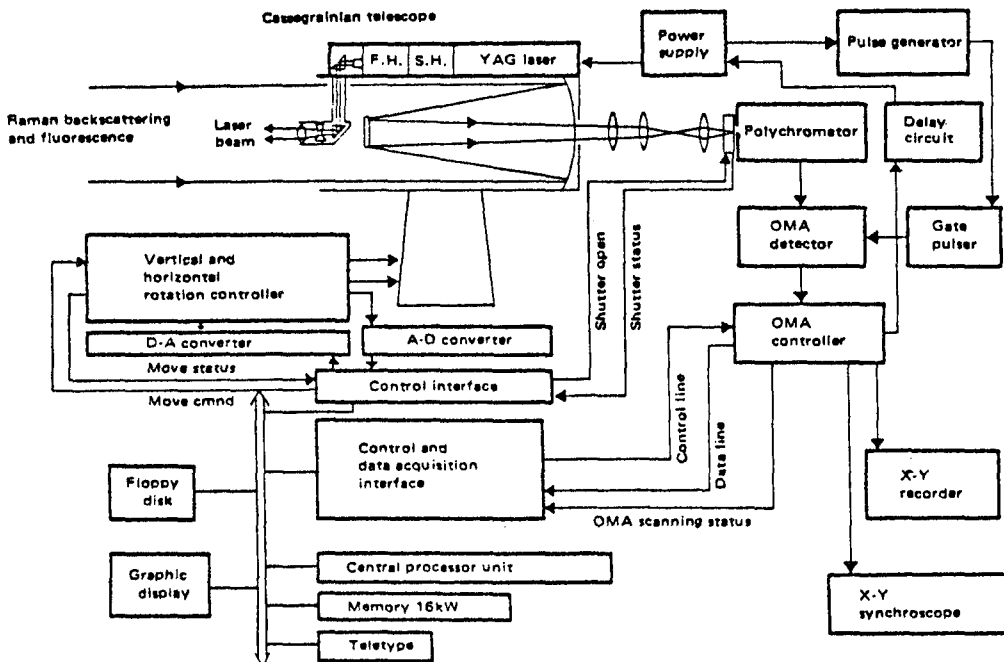 Cassegrainian telescope
F.H.
S.H.
YAG laser
Power
supply
Pulse generator
Raman backscattering
and fluorescence
Laser
beam
Polychromator
Delay
circuit
OMA
detector
Gate
pulser
Vertical and
horizontal
rotation controller
Shutter open
Shutter status
OMA
controller
D-A converter
A-D converter
Move status
Control interface
Move cmnd
Control line
Data line
Control and
data acquisition
interface
Floppy
disk
X-Y
recorder
OMA scanning status
Central processor unit
Graphic
display
Memory 16kW
X-Y
synchroscope
Teletype